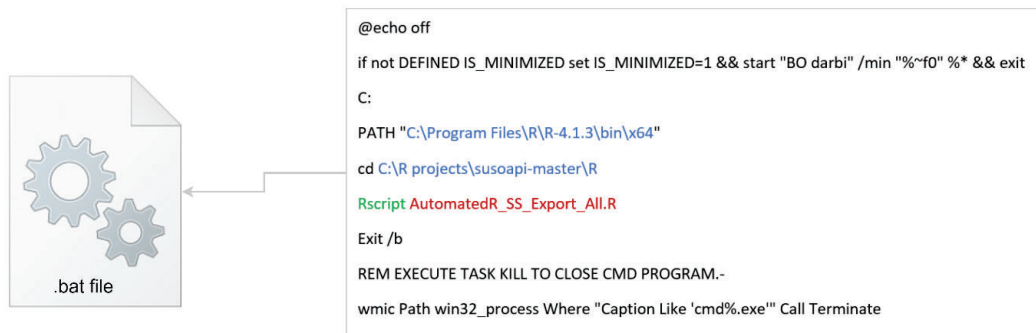 @echo off
if not DEFINED IS_MINIMIZED set IS_MINIMIZED=1 && start "BO darbi" /min "%~f0" %* && exit
C:
PATH "C:\Program Files\R\R-4.1.3\bin\x64"
cd C:\R projects\susoapi-master\R
Rscript AutomatedR_SS_Export_All.R
Exit /b
REM EXECUTE TASK KILL TO CLOSE CMD PROGRAM.-
wmic Path win32_process Where "Caption Like 'cmd%.exe'" Call Terminate
.bat file